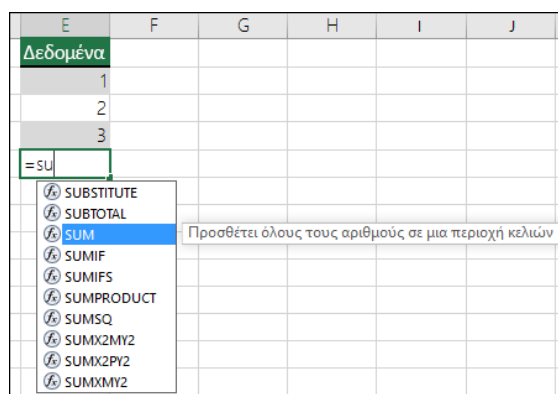 E F G H I J
Δεδομένα
1
2
3
=su
SUBSTITUTE
SUBTOTAL
SUM Προσθέτει όλους τους αριθμούς σε μια περιοχή κελιών
SUMIF
SUMIFS
SUMPRODUCT
SUMSQ
SUMX2MY2
SUMX2PY2
SUMXMY2